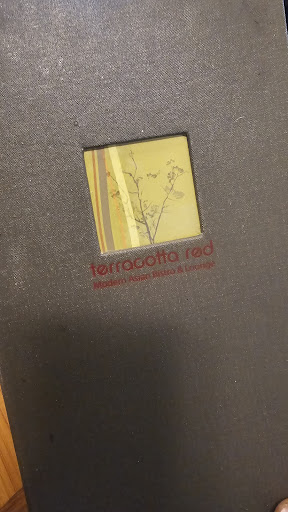 terracotta red
Modern Asian Bistro & Lounge